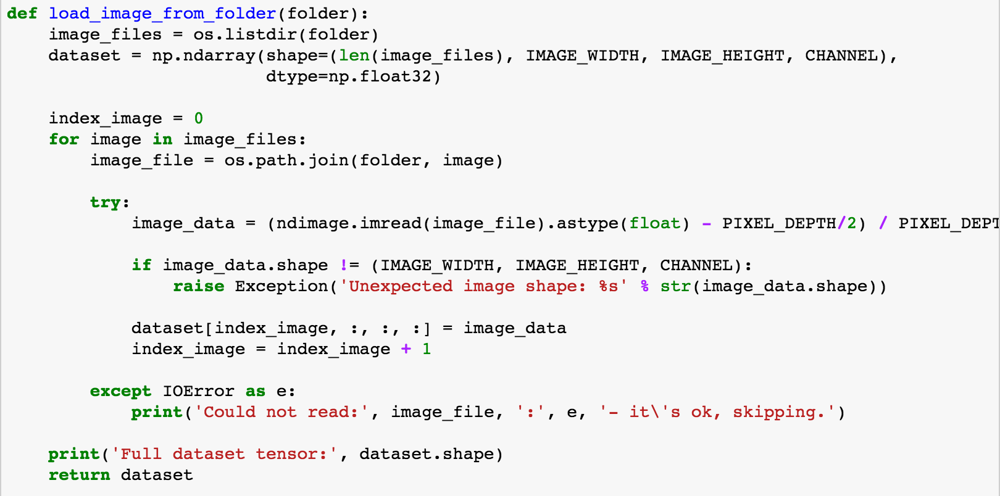 def load_image_from_folder(folder):
    image_files = os.listdir(folder)
    dataset = np.ndarray(shape=(len(image_files), IMAGE_WIDTH, IMAGE_HEIGHT, CHANNEL),
                         dtype=np.float32)

    index_image = 0
    for image in image_files:
        image_file = os.path.join(folder, image)

        try:
            image_data = (ndimage.imread(image_file).astype(float) - PIXEL_DEPTH/2) / PIXEL_DEPT

            if image_data.shape != (IMAGE_WIDTH, IMAGE_HEIGHT, CHANNEL):
                raise Exception('Unexpected image shape: %s' % str(image_data.shape))

            dataset[index_image, :, :, :] = image_data
            index_image = index_image + 1

        except IOError as e:
            print('Could not read:', image_file, ':', e, '- it\'s ok, skipping.')

    print('Full dataset tensor:', dataset.shape)
    return dataset